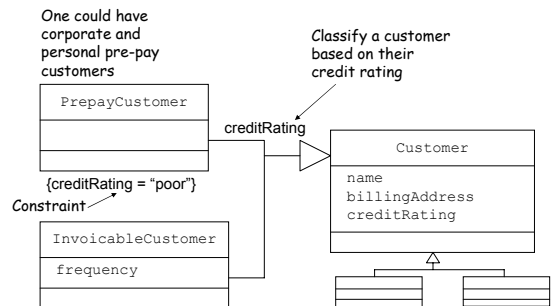 One could have
corporate and
personal pre-pay
customers
Classify a customer
based on their
credit rating
PrepayCustomer
creditRating
{creditRating = “poor”}
Constraint
Customer
name
billingAddress
creditRating
InvoicableCustomer
frequency